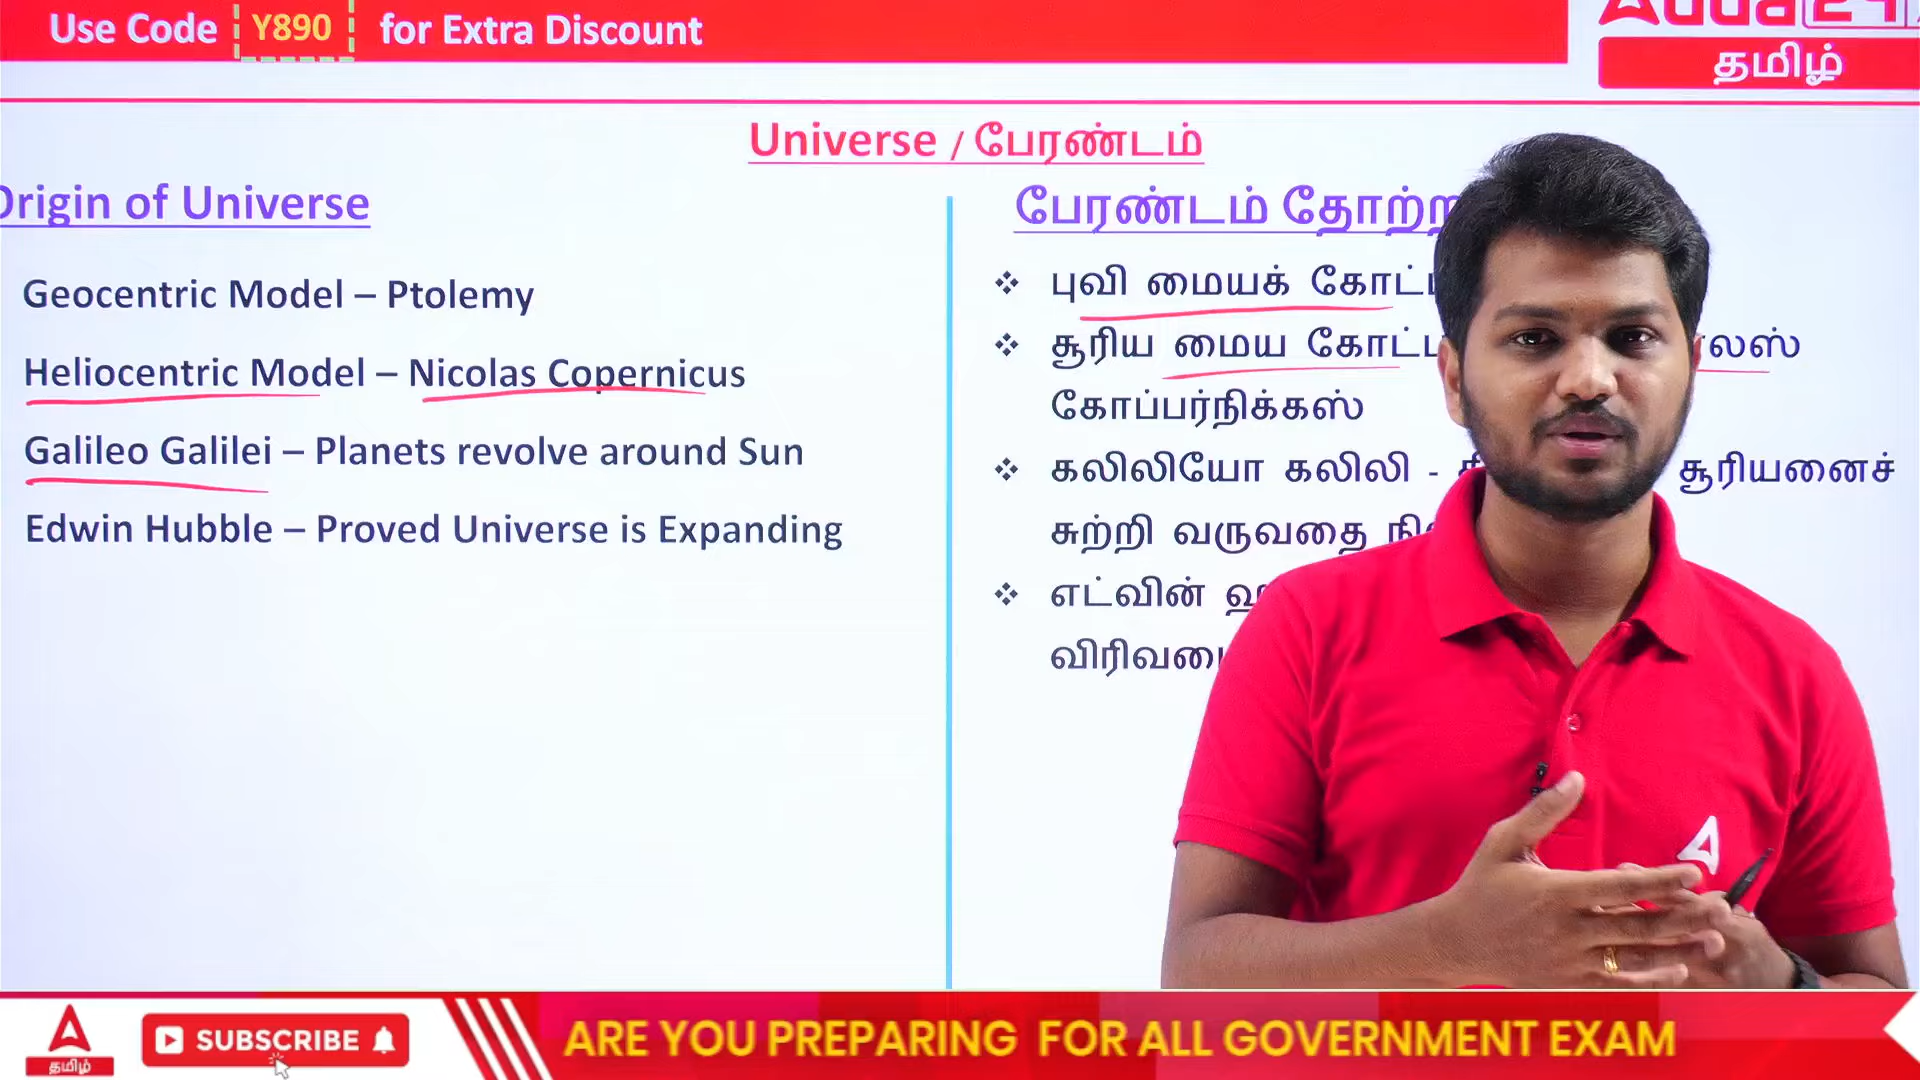 Use Code Y890 for Extra Discount
தமிழ்
Universe / பேரண்டம்
Origin of Universe
Geocentric Model – Ptolemy
Heliocentric Model – Nicolas Copernicus
Galileo Galilei – Planets revolve around Sun
Edwin Hubble – Proved Universe is Expanding
பேரண்டம்
❖ புவி மையக்
❖ சூரிய மைய
கோப்பர்நிக்கஸ்
❖ கலிலியோ கலிலி - சூரியனைச்
சுற்றி வருவதை
❖ எட்வின்
தமிழ்
SUBSCRIBE
ARE YOU PREPARING FOR ALL GOVERNMENT EXAM